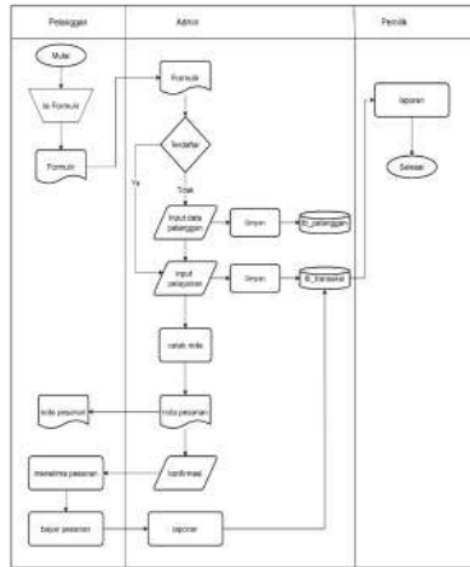 Pelanggan
Admin
Pemilik
Mulai
Isi Formulir
Formulir
Formulir
Terdaftar
Ya
Tidak
Input data
pelanggan
Simpan
tb_pelanggan
Input
pelayanan
Simpan
tb_transaksi
cetak nota
nota pesanan
nota pesanan
konfirmasi
menerima pesanan
bayar pesanan
laporan
laporan
Selesai